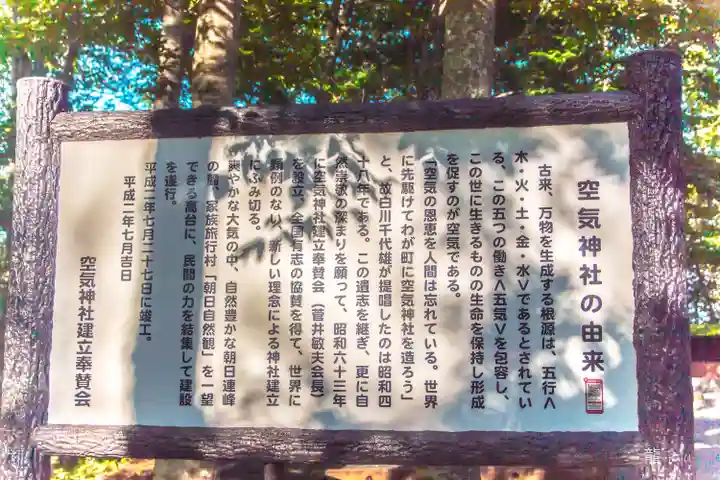 空気神社の由来
古来、万物を生成する根源は、五行∧
木・火・土・金・水∨であるとされてい
る、この五つの働き∧五気∨を包容し、
この世に生きるものの生命を保持し形成
を促すのが空気である。
「空気の恩恵を人間は忘れている。世界
に先駆けてわが町に空気神社を造ろう」
と、故白川千代雄が提唱したのは昭和四
十八年である。この遺志を継ぎ、更に自
然崇敬の深まりを願って、昭和六十三年
に空気神社建立奉賛会（菅井敏夫会長）
を設立、全国有志の協賛を得て、世界に
類例のない、新しい理念による神社建立
にふみ切る。
爽やかな大気の中、自然豊かな朝日連峰
の麓、家族旅行村「朝日自然観」を一望
できる高台に、民間の力を結集して建設
を遂行。
平成二年七月二十七日に竣工。
平成二年七月吉日
空気神社建立奉賛会
龍